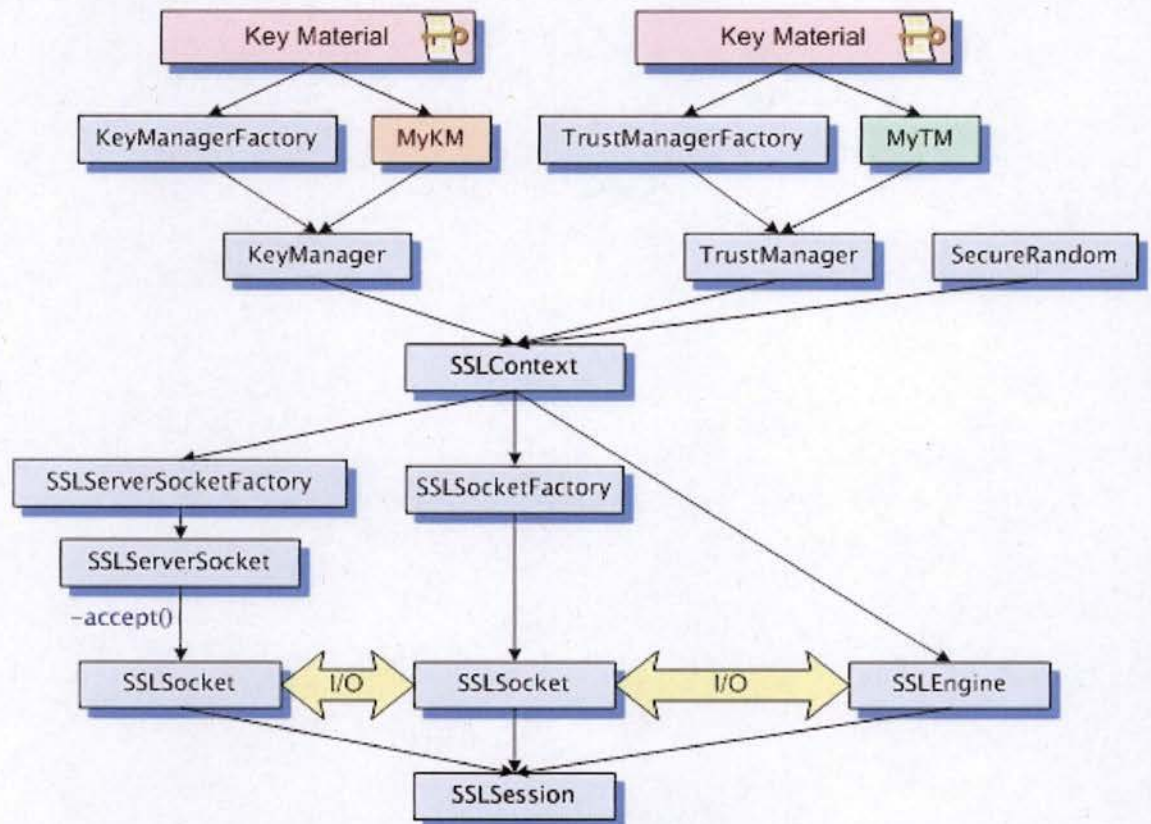 Key Material
Key Material
KeyManagerFactory
MyKM
TrustManagerFactory
MyTM
KeyManager
TrustManager
SecureRandom
SSLContext
SSLServerSocketFactory
SSLSocketFactory
SSLServerSocket
-accept()
SSLSocket
I/O
SSLSocket
I/O
SSLEngine
SSLSession